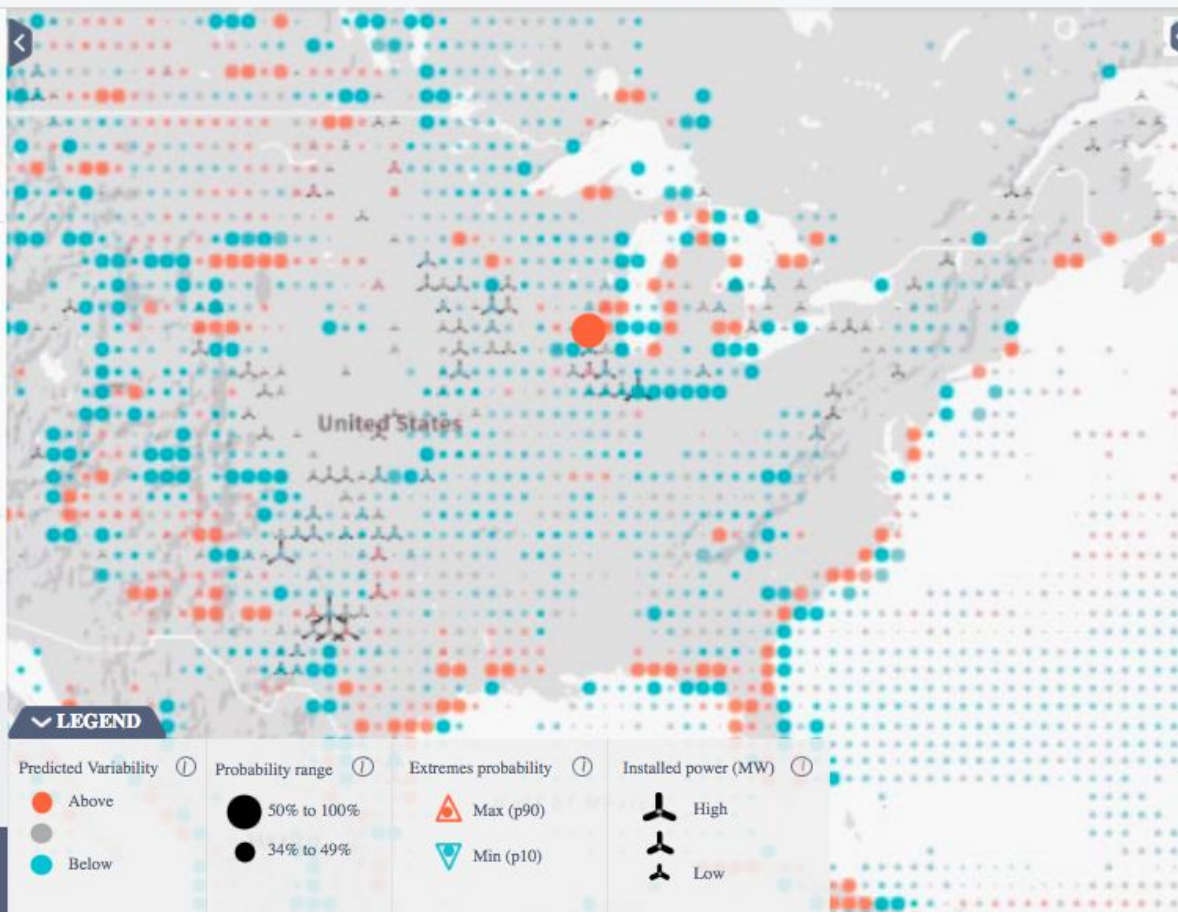 United States
LEGEND
Predicted Variability
Above
Below
Probability range
50% to 100%
34% to 49%
Extremes probability
Max (p90)
Min (p10)
Installed power (MW)
High
Low